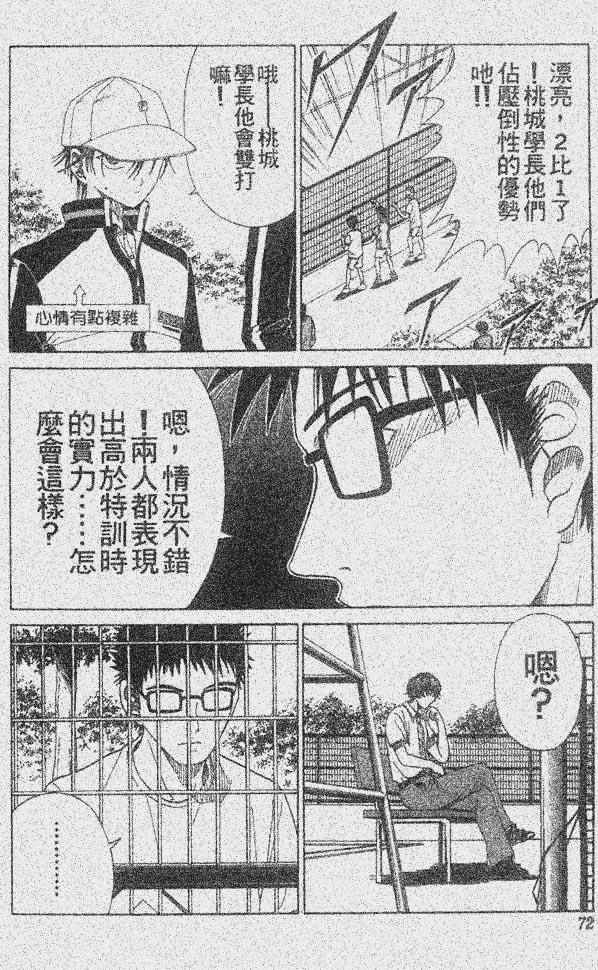 漂亮，2比1了
！桃城學長他們
佔壓倒性的優勢
吔!!
哦─桃城
學長他會雙打
嘛！
心情有點複雜
嗯，情況不錯
！兩人都表現
出高於特訓時
的實力……怎
麼會這樣？
嗯？
…………
72